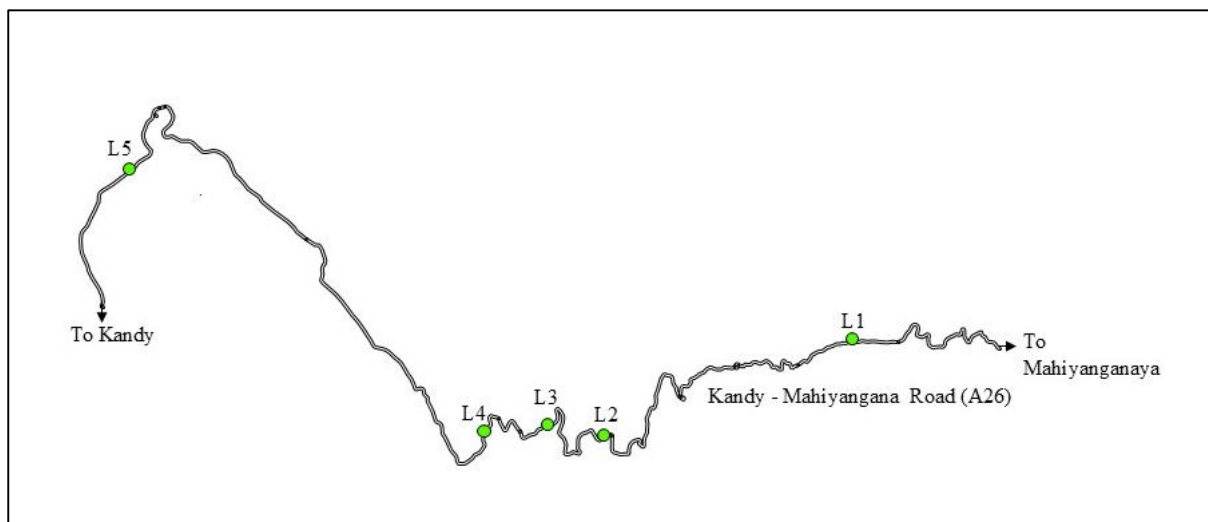 L5
To Kandy
L1
To
Mahiyanganaya
Kandy - Mahiyangana Road (A26)
L4
L3
L2